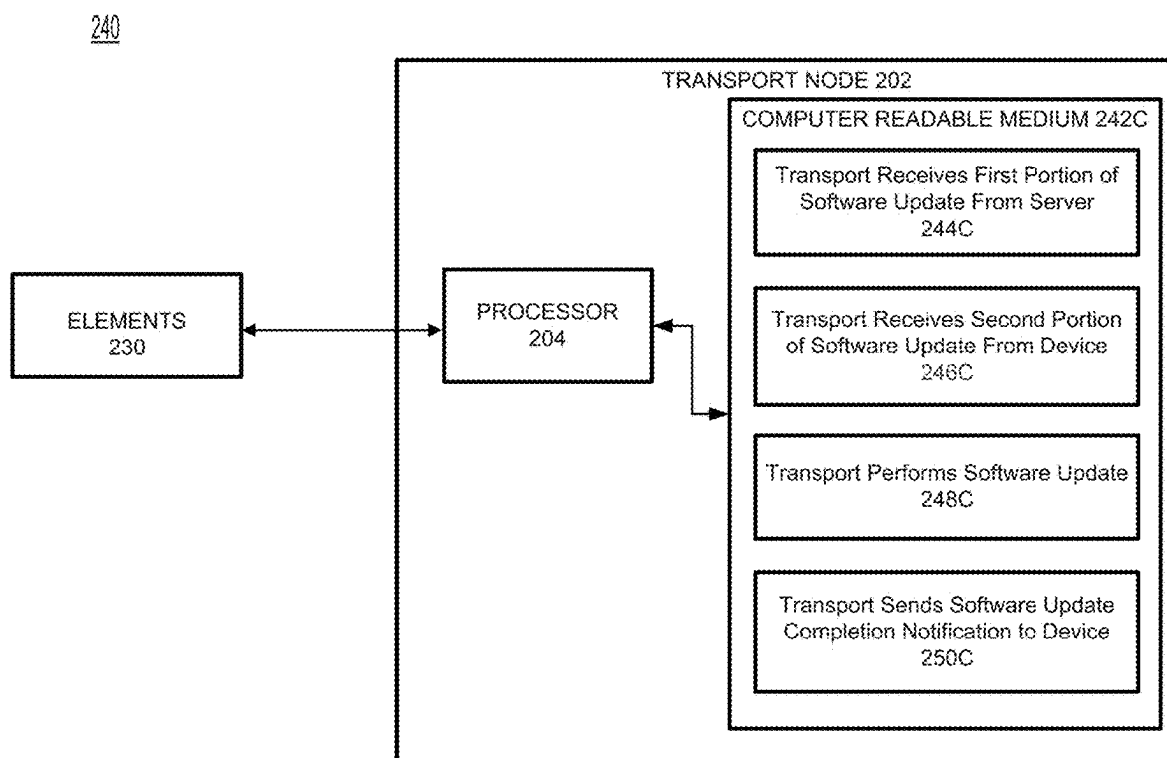 240
TRANSPORT NODE 202
COMPUTER READABLE MEDIUM 242C
Transport Receives First Portion of
Software Update From Server
244C
ELEMENTS
230
PROCESSOR
204
Transport Receives Second Portion
of Software Update From Device
246C
Transport Performs Software Update
248C
Transport Sends Software Update
Completion Notification to Device
250C